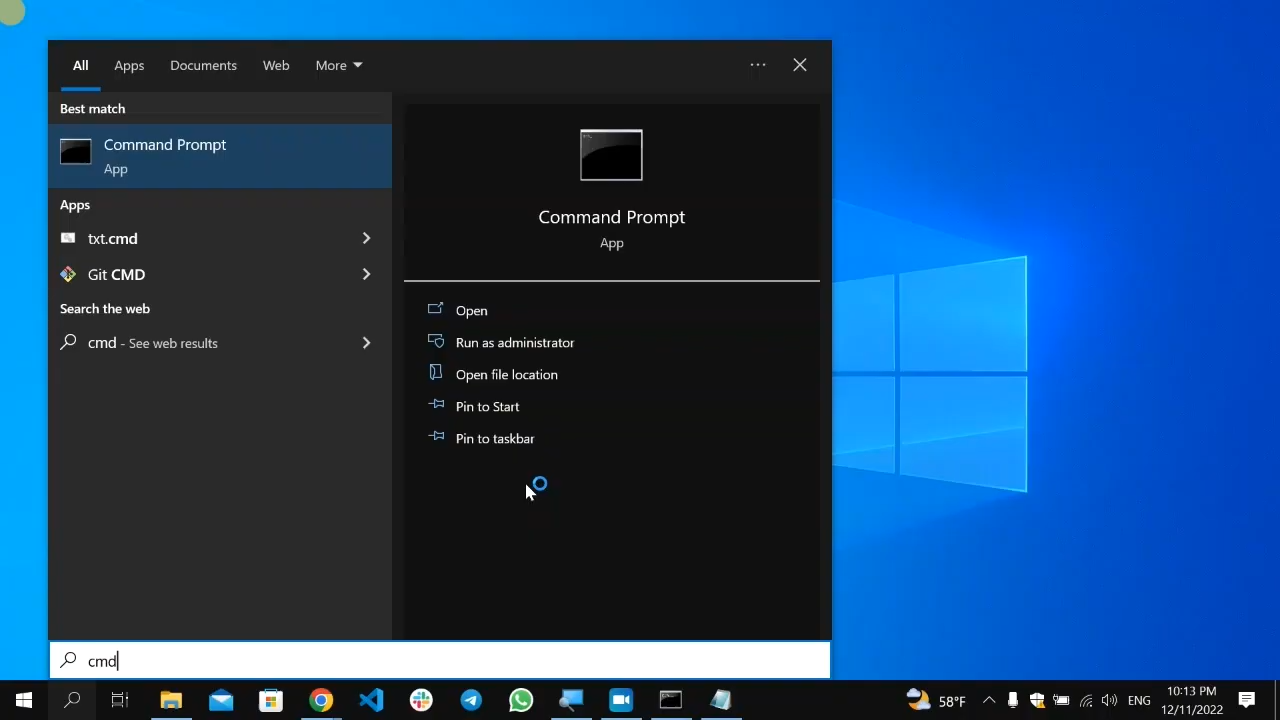 All Apps Documents Web More
Best match
Command Prompt
App
Apps
txt.cmd
Git CMD
Search the web
cmd - See web results
Command Prompt
App
Open
Run as administrator
Open file location
Pin to Start
Pin to taskbar
cmd
58°F ENG
10:13 PM
12/11/2022